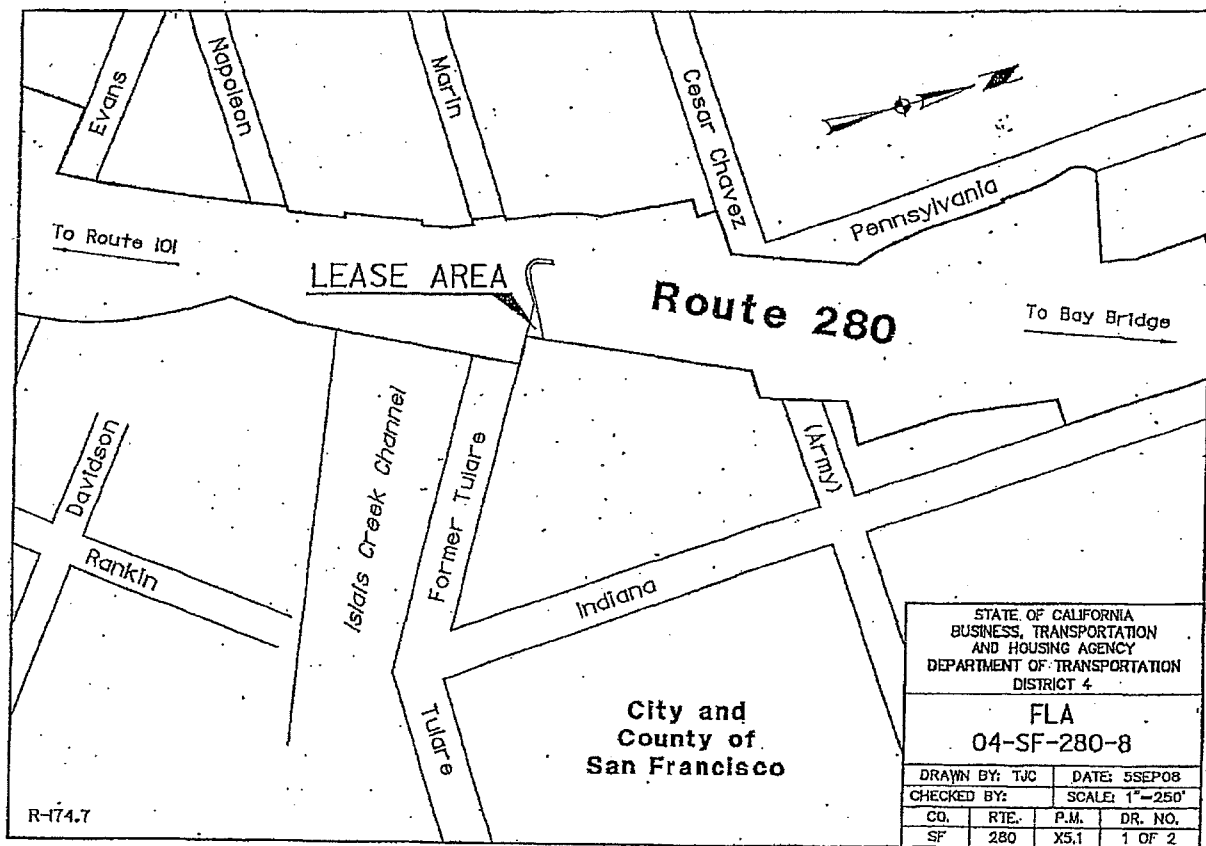 Evans
Napoleon
Marin
Cesar Chavez
Pennsylvania
To Route 101
LEASE AREA
Route 280
To Bay Bridge
Davidson
Rankin
Islais Creek Channel
Former Tulare
(Army)
Indiana
Tulare
City and
County of
San Francisco
R-174.7
STATE OF CALIFORNIA
BUSINESS, TRANSPORTATION
AND HOUSING AGENCY
DEPARTMENT OF TRANSPORTATION
DISTRICT 4
FLA
04-SF-280-8
DRAWN BY: TJC DATE: 5SEP08
CHECKED BY: SCALE: 1"=250'
CO. RTE. P.M. DR. NO.
SF 280 X5.1 1 OF 2